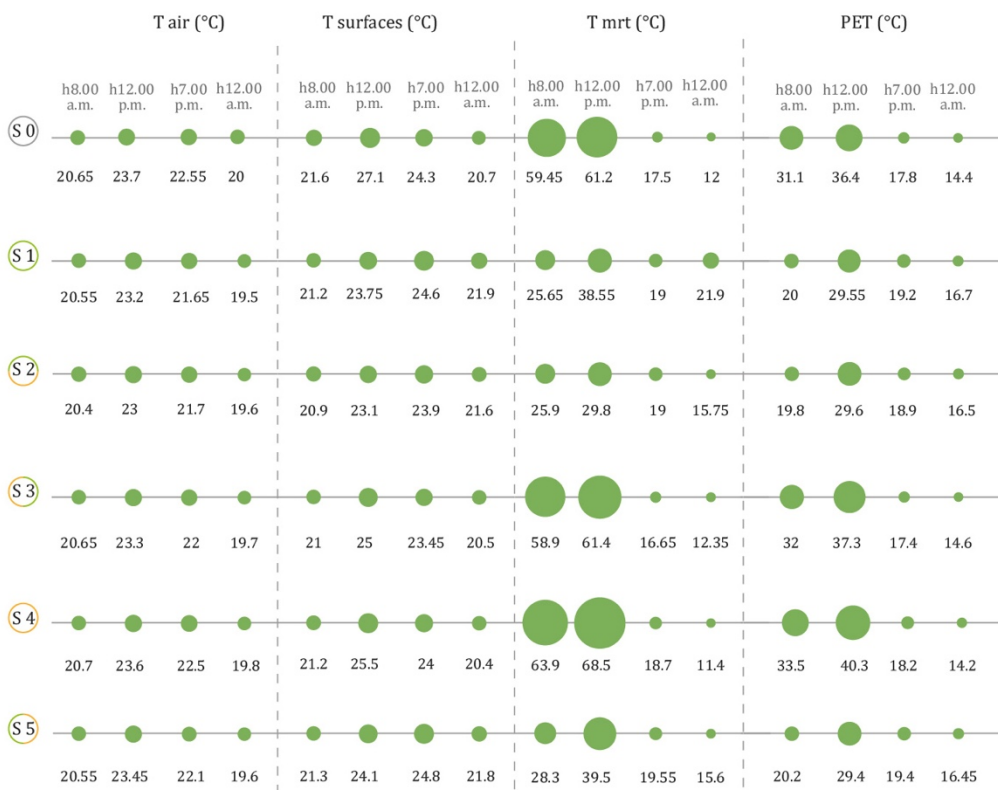 T air (°C) T surfaces (°C) T mrt (°C) PET (°C)
h8.00 h12.00 h7.00 h12.00 h8.00 h12.00 h7.00 h12.00 h8.00 h12.00 h7.00 h12.00 h8.00 h12.00 h7.00 h12.00
a.m. p.m. p.m. a.m. a.m. p.m. p.m. a.m. a.m. p.m. p.m. a.m. a.m. p.m. p.m. a.m.
S 0
20.65 23.7 22.55 20 21.6 27.1 24.3 20.7 59.45 61.2 17.5 12 31.1 36.4 17.8 14.4
S 1
20.55 23.2 21.65 19.5 21.2 23.75 24.6 21.9 25.65 38.55 19 21.9 20 29.55 19.2 16.7
S 2
20.4 23 21.7 19.6 20.9 23.1 23.9 21.6 25.9 29.8 19 15.75 19.8 29.6 18.9 16.5
S 3
20.65 23.3 22 19.7 21 25 23.45 20.5 58.9 61.4 16.65 12.35 32 37.3 17.4 14.6
S 4
20.7 23.6 22.5 19.8 21.2 25.5 24 20.4 63.9 68.5 18.7 11.4 33.5 40.3 18.2 14.2
S 5
20.55 23.45 22.1 19.6 21.3 24.1 24.8 21.8 28.3 39.5 19.55 15.6 20.2 29.4 19.4 16.45